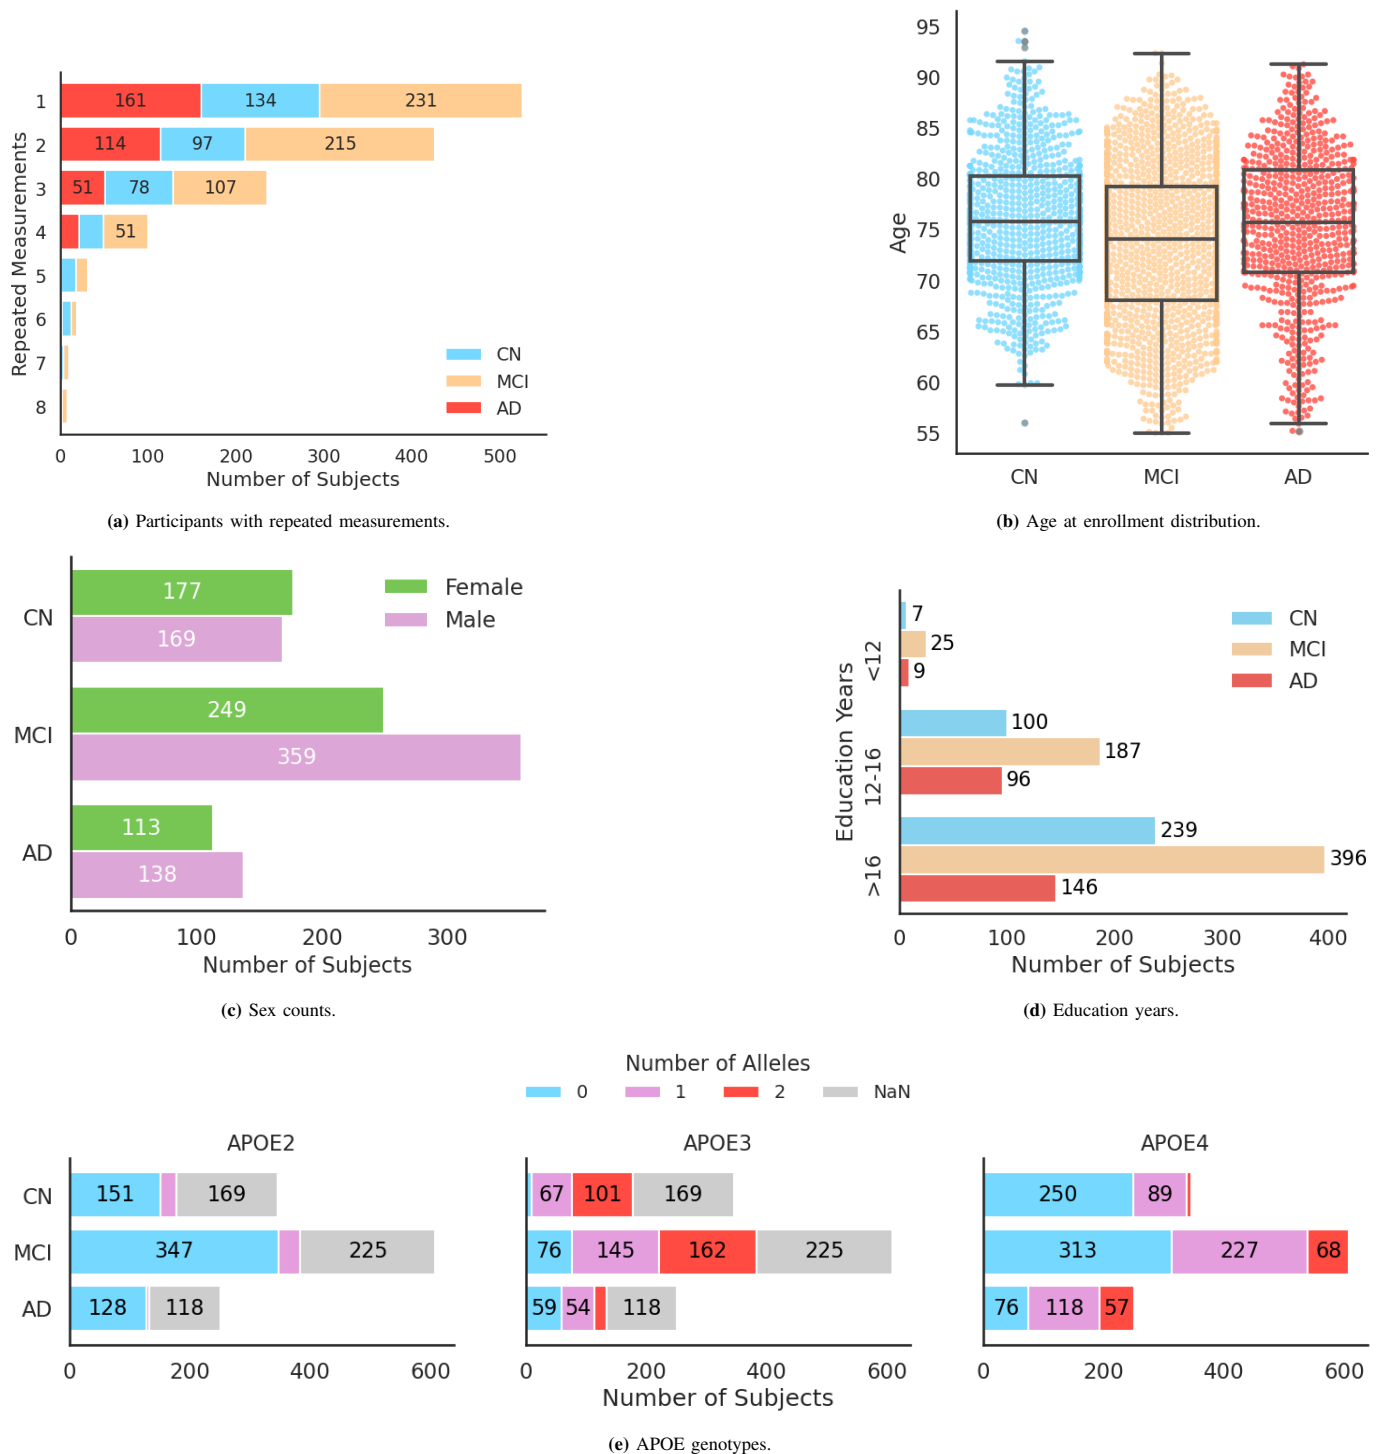 Repeated Measurements
1
161
134
231
2
114
97
215
3
51
78
107
4
51
5
6
7
8
CN
MCI
AD
0
100
200
300
400
500
Number of Subjects
(a) Participants with repeated measurements.
Age
95
90
85
80
75
70
65
60
55
CN
MCI
AD
(b) Age at enrollment distribution.
CN
177
169
MCI
249
359
AD
113
138
Female
Male
0
100
200
300
Number of Subjects
(c) Sex counts.
Education Years
<12
7
25
9
12-16
100
187
96
>16
239
396
146
CN
MCI
AD
0
100
200
300
400
Number of Subjects
(d) Education years.
Number of Alleles
0
1
2
NaN
APOE2
CN
151
169
MCI
347
225
AD
128
118
0
200
400
600
APOE3
67
101
169
76
145
162
225
59
54
118
0
200
400
600
Number of Subjects
APOE4
250
89
313
227
68
76
118
57
0
200
400
600
(e) APOE genotypes.